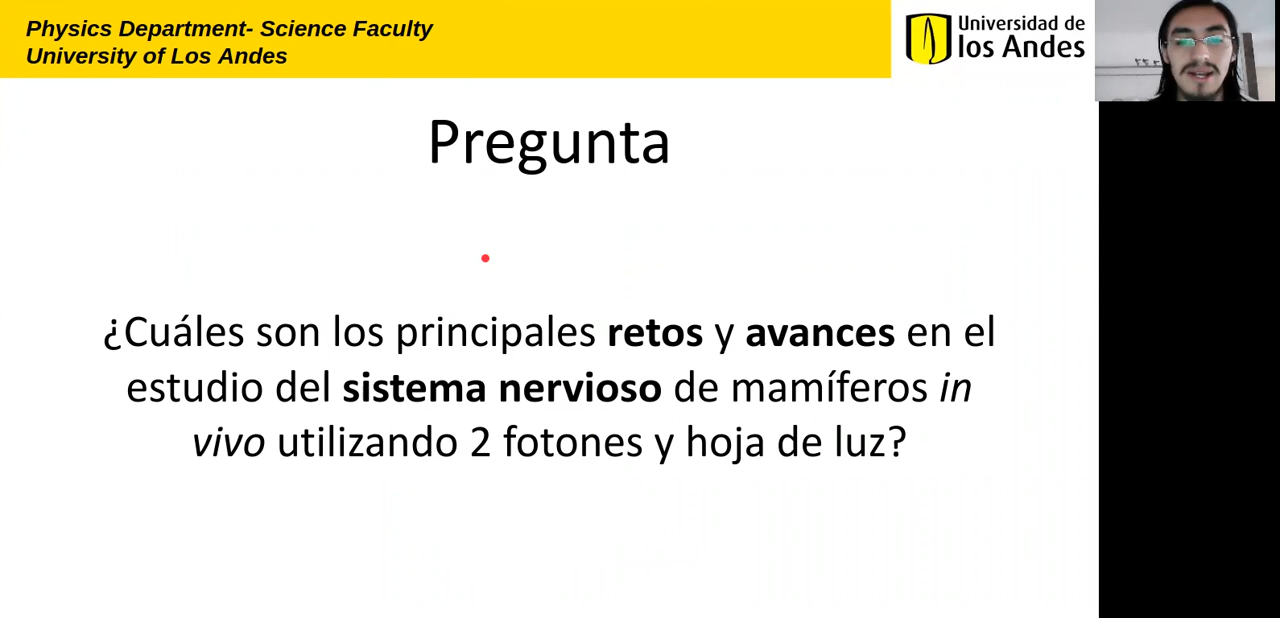 Physics Department- Science Faculty
University of Los Andes
Universidad de
los Andes
Pregunta
¿Cuáles son los principales retos y avances en el
estudio del sistema nervioso de mamíferos in
vivo utilizando 2 fotones y hoja de luz?